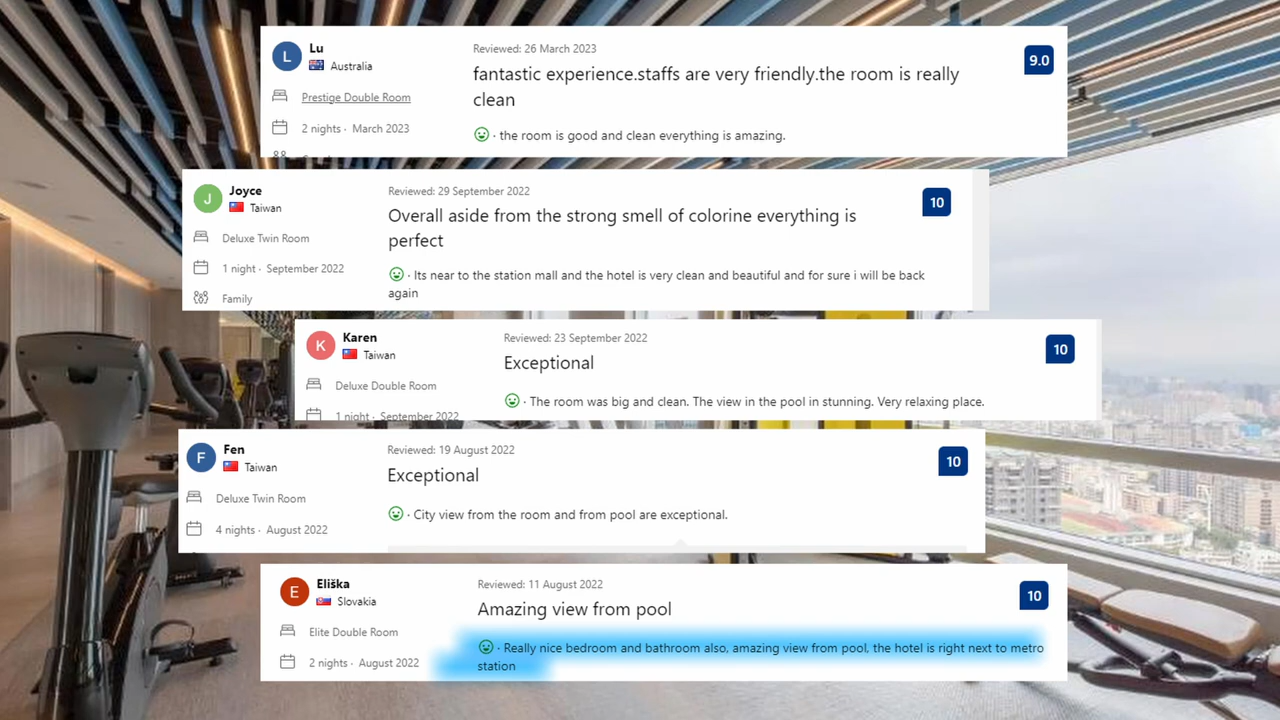 L
Lu
Australia
Prestige Double Room
2 nights · March 2023
Reviewed: 26 March 2023
fantastic experience.staffs are very friendly.the room is really
clean
· the room is good and clean everything is amazing.
9.0
J
Joyce
Taiwan
Deluxe Twin Room
1 night · September 2022
Family
Reviewed: 29 September 2022
Overall aside from the strong smell of colorine everything is
perfect
· Its near to the station mall and the hotel is very clean and beautiful and for sure i will be back
again
10
K
Karen
Taiwan
Deluxe Double Room
1 night · September 2022
Reviewed: 23 September 2022
Exceptional
· The room was big and clean. The view in the pool in stunning. Very relaxing place.
10
F
Fen
Taiwan
Deluxe Twin Room
4 nights · August 2022
Reviewed: 19 August 2022
Exceptional
· City view from the room and from pool are exceptional.
10
E
Eliška
Slovakia
Elite Double Room
2 nights · August 2022
Reviewed: 11 August 2022
Amazing view from pool
· Really nice bedroom and bathroom also, amazing view from pool, the hotel is right next to metro
station
10